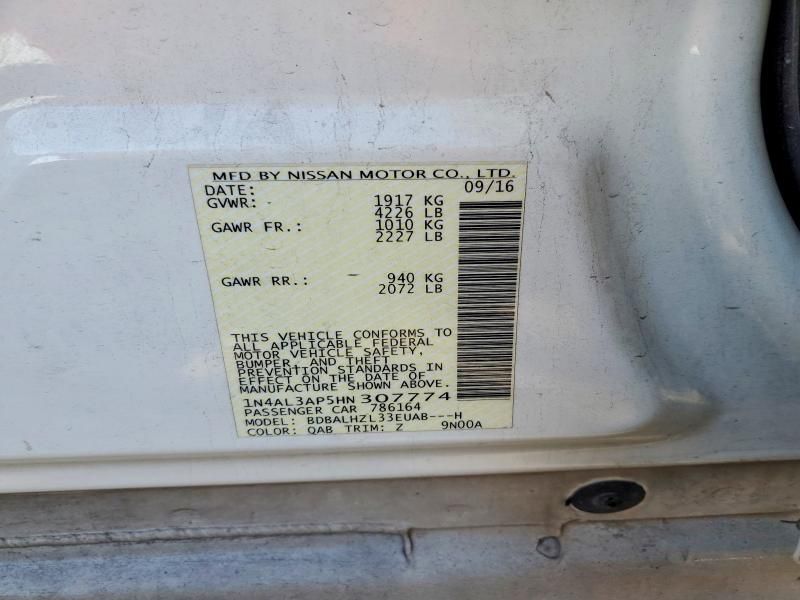 MFD BY NISSAN MOTOR CO., LTD.
DATE: 09/16
GVWR: 1917 KG
4226 LB
GAWR FR.: 1010 KG
2227 LB
GAWR RR.: 940 KG
2072 LB
THIS VEHICLE CONFORMS TO
ALL APPLICABLE FEDERAL
MOTOR VEHICLE SAFETY,
BUMPER, AND THEFT
PREVENTION STANDARDS IN
EFFECT ON THE DATE OF
MANUFACTURE SHOWN ABOVE.
1N4AL3AP5HN 307774
PASSENGER CAR 786164
MODEL: BDBALHZL33EUAB---H
COLOR: QAB TRIM: Z 9N00A